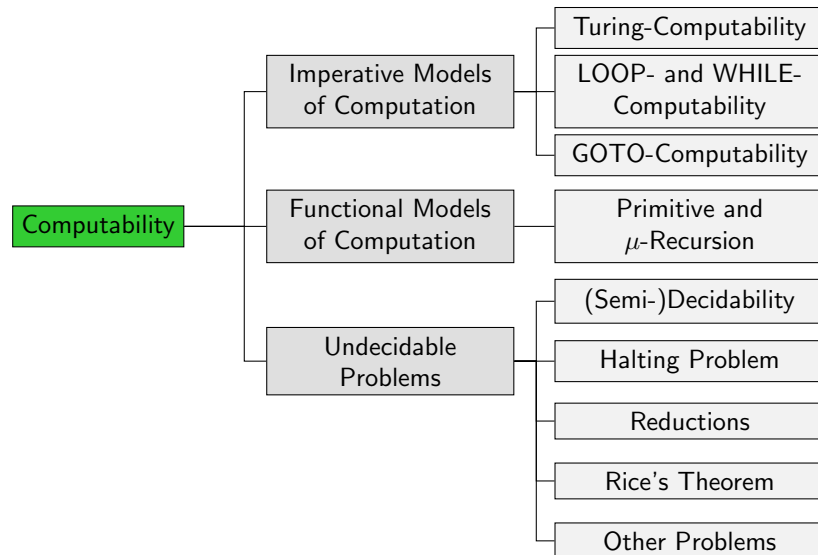 Computability
Imperative Models
of Computation
Turing-Computability
LOOP- and WHILE-
Computability
GOTO-Computability
Functional Models
of Computation
Primitive and
μ-Recursion
Undecidable
Problems
(Semi-)Decidability
Halting Problem
Reductions
Rice's Theorem
Other Problems